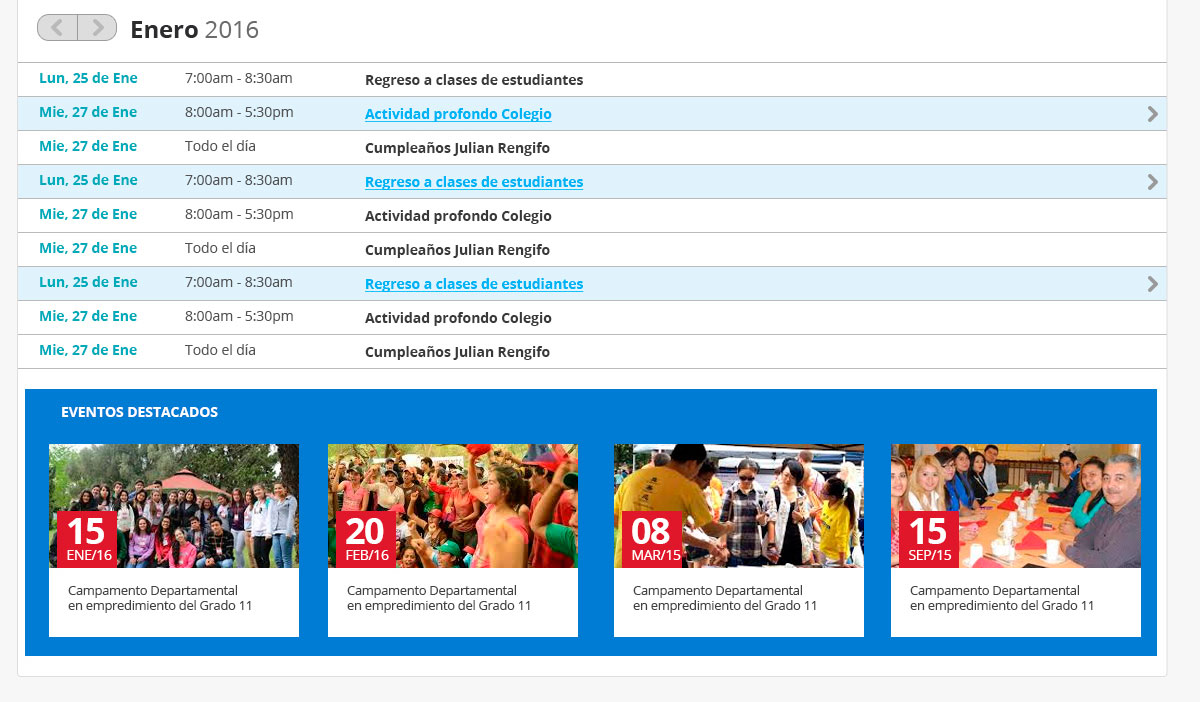 Enero 2016
Lun, 25 de Ene 7:00am - 8:30am Regreso a clases de estudiantes
Mie, 27 de Ene 8:00am - 5:30pm Actividad profondo Colegio
Mie, 27 de Ene Todo el día Cumpleaños Julian Rengifo
Lun, 25 de Ene 7:00am - 8:30am Regreso a clases de estudiantes
Mie, 27 de Ene 8:00am - 5:30pm Actividad profondo Colegio
Mie, 27 de Ene Todo el día Cumpleaños Julian Rengifo
Lun, 25 de Ene 7:00am - 8:30am Regreso a clases de estudiantes
Mie, 27 de Ene 8:00am - 5:30pm Actividad profondo Colegio
Mie, 27 de Ene Todo el día Cumpleaños Julian Rengifo
EVENTOS DESTACADOS
15
ENE/16
Campamento Departamental
en empredimiento del Grado 11
20
FEB/16
Campamento Departamental
en empredimiento del Grado 11
08
MAR/15
Campamento Departamental
en empredimiento del Grado 11
15
SEP/15
Campamento Departamental
en empredimiento del Grado 11